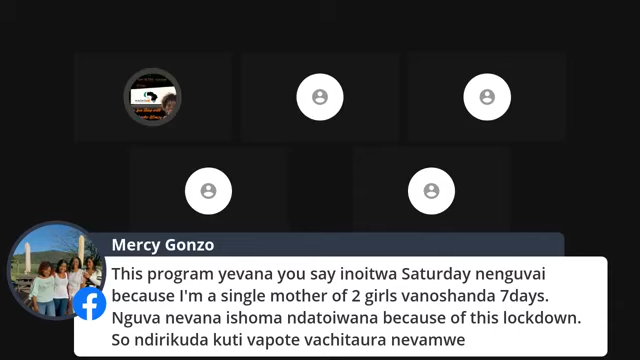 Mercy Gonzo
This program yevana you say inoitwa Saturday nenguvai
because I'm a single mother of 2 girls vanoshanda 7days.
Nguva nevana ishoma ndatoiwana because of this lockdown.
So ndirikuda kuti vapote vachitaura nevamwe